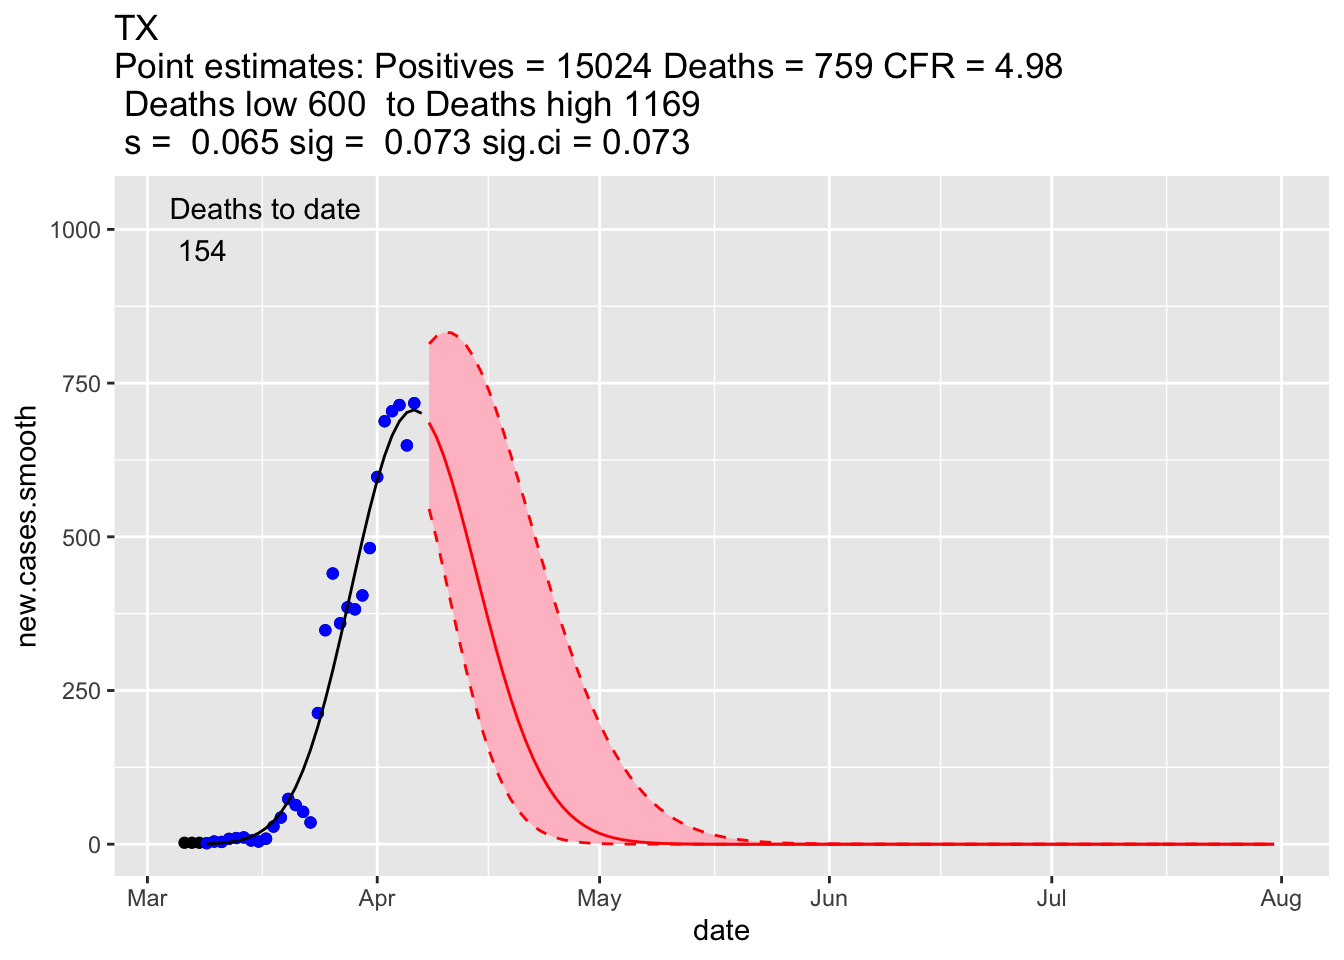 TX
Point estimates: Positives = 15024 Deaths = 759 CFR = 4.98
Deaths low 600  to Deaths high 1169
s =  0.065 sig =  0.073 sig.ci = 0.073
Deaths to date
154
1000
750
500
250
0
new.cases.smooth
Mar Apr May Jun Jul Aug
date